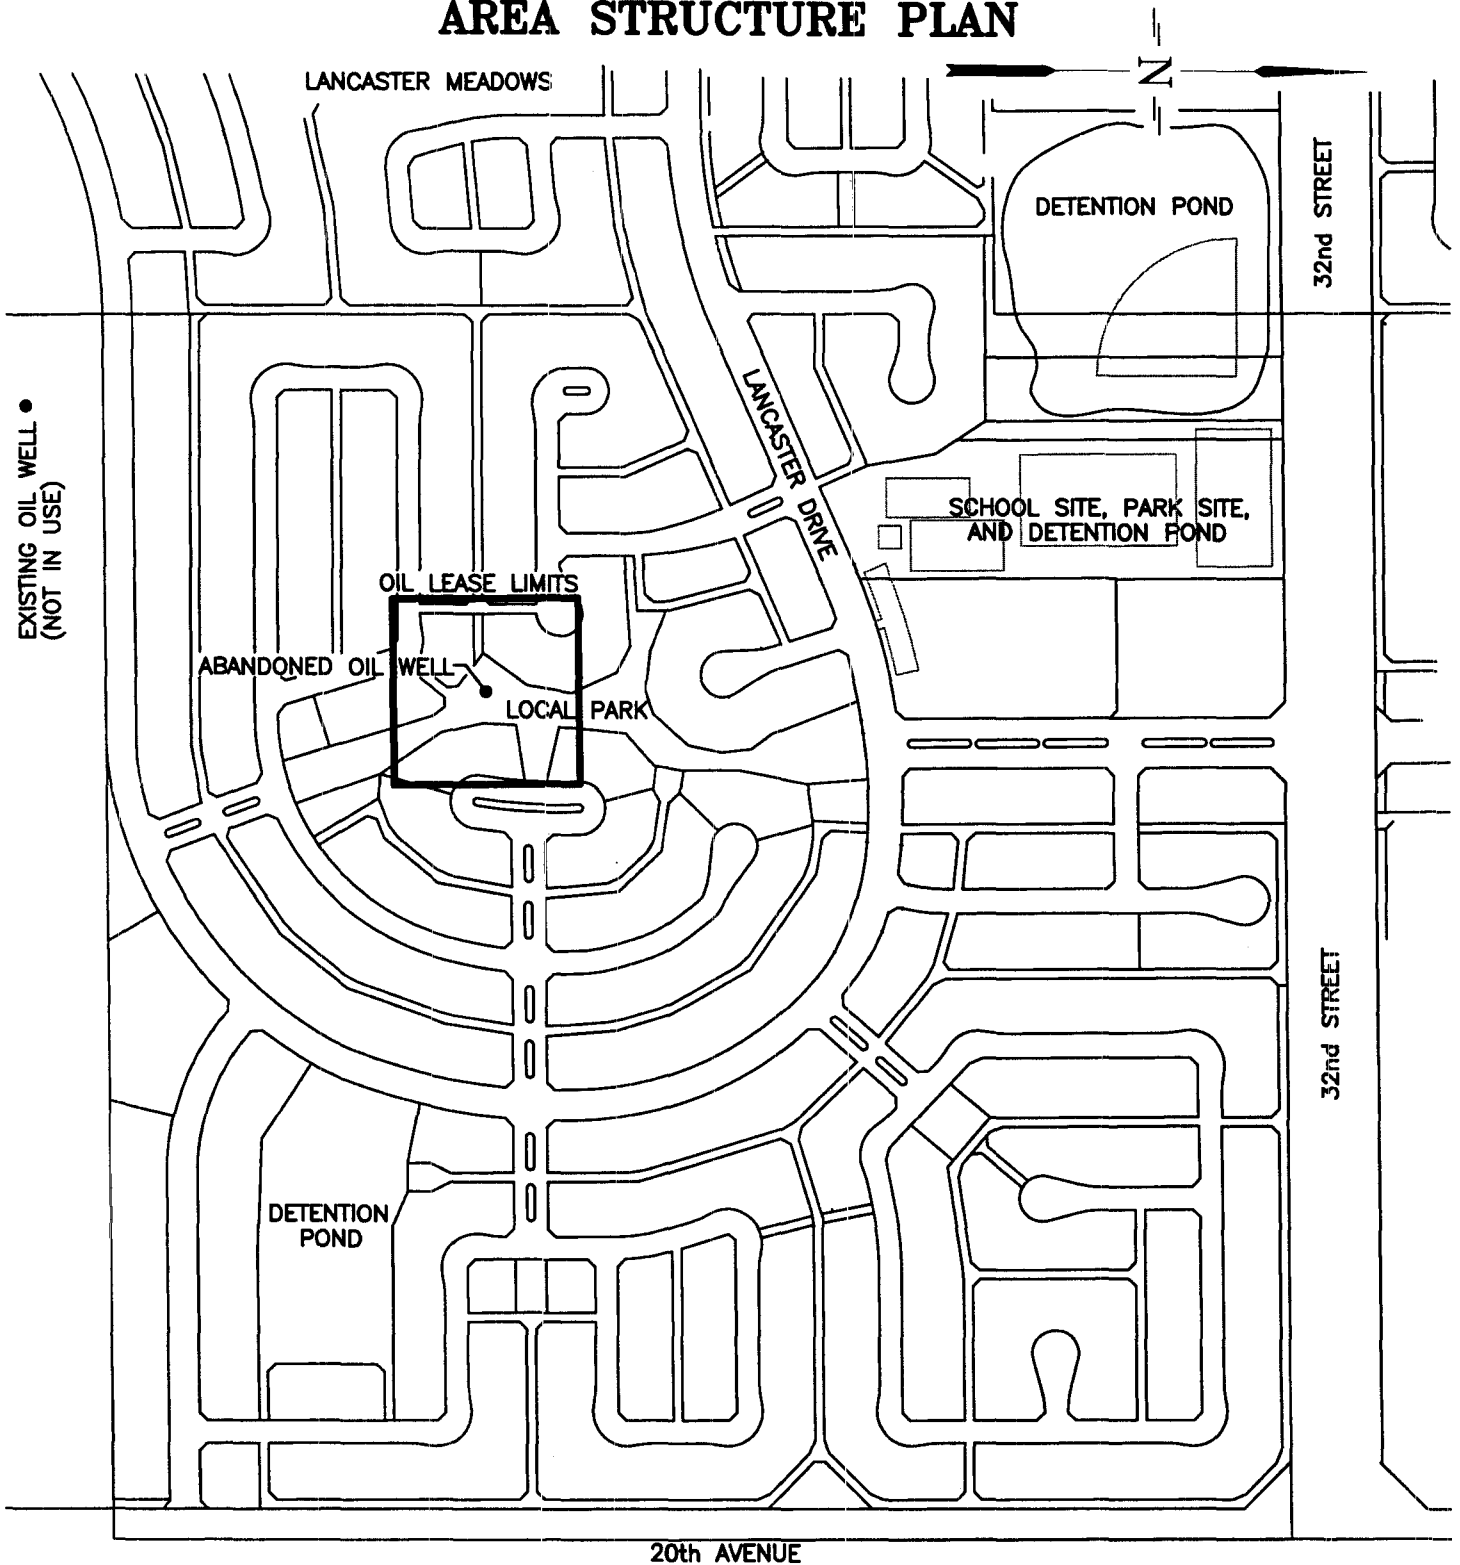 AREA STRUCTURE PLAN
LANCASTER MEADOWS
N
DETENTION POND
32nd STREET
LANCASTER DRIVE
EXISTING OIL WELL
(NOT IN USE)
SCHOOL SITE, PARK SITE,
AND DETENTION POND
OIL LEASE LIMITS
ABANDONED OIL WELL
LOCAL PARK
32nd STREET
DETENTION
POND
20th AVENUE